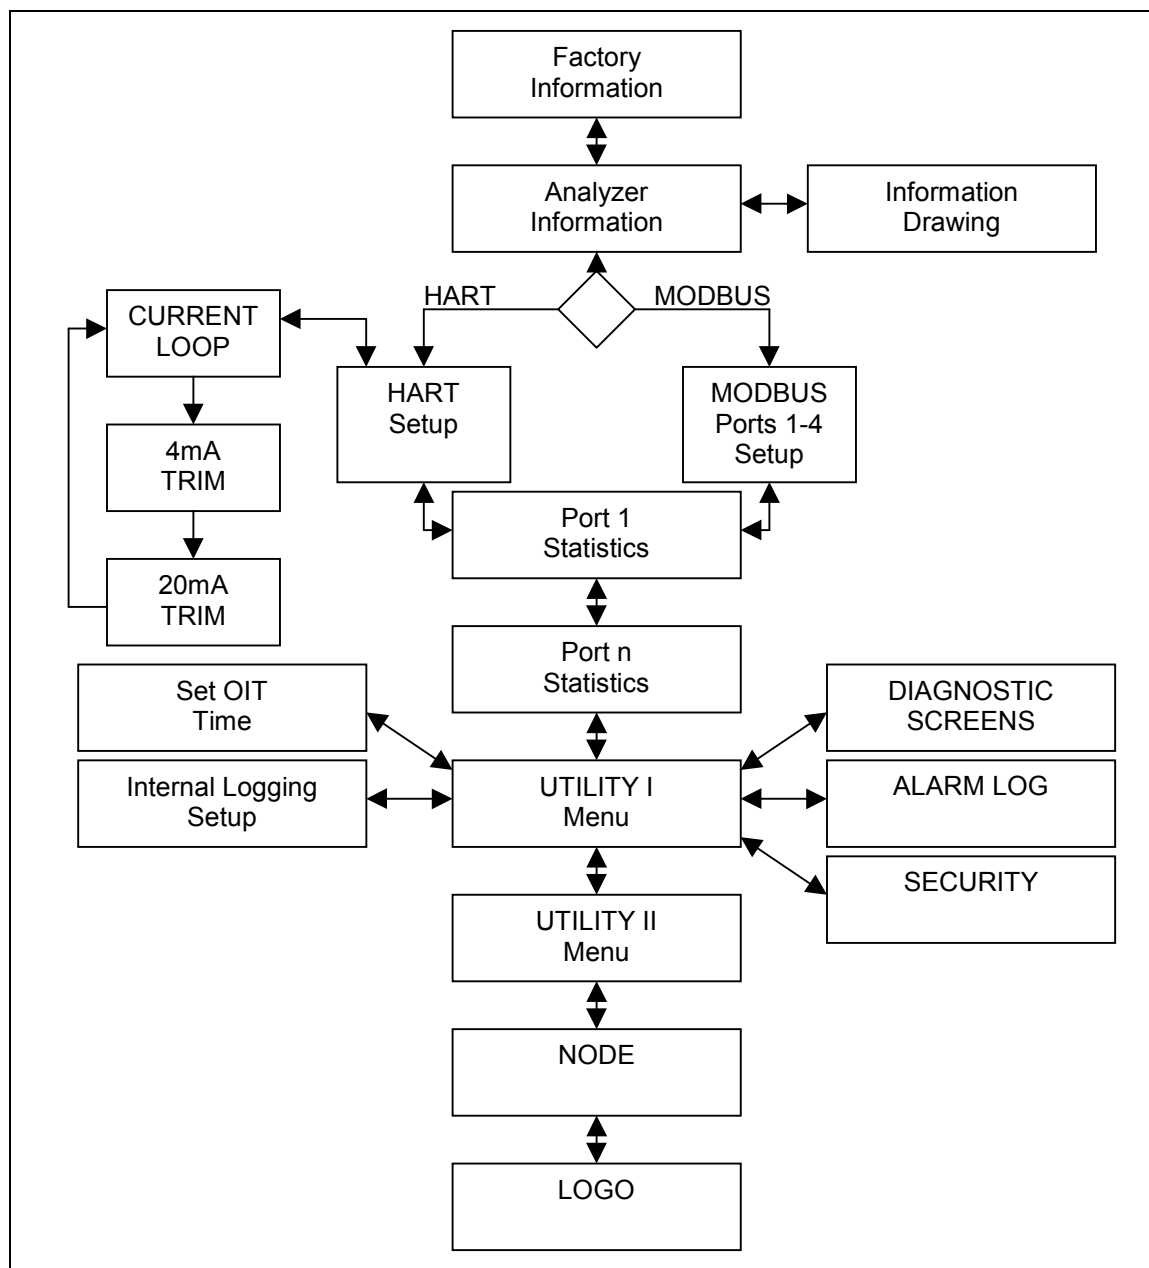 Factory
Information
Analyzer
Information
Information
Drawing
HART
MODBUS
CURRENT
LOOP
HART
Setup
MODBUS
Ports 1-4
Setup
4mA
TRIM
Port 1
Statistics
20mA
TRIM
Port n
Statistics
Set OIT
Time
DIAGNOSTIC
SCREENS
Internal Logging
Setup
UTILITY I
Menu
ALARM LOG
SECURITY
UTILITY II
Menu
NODE
LOGO